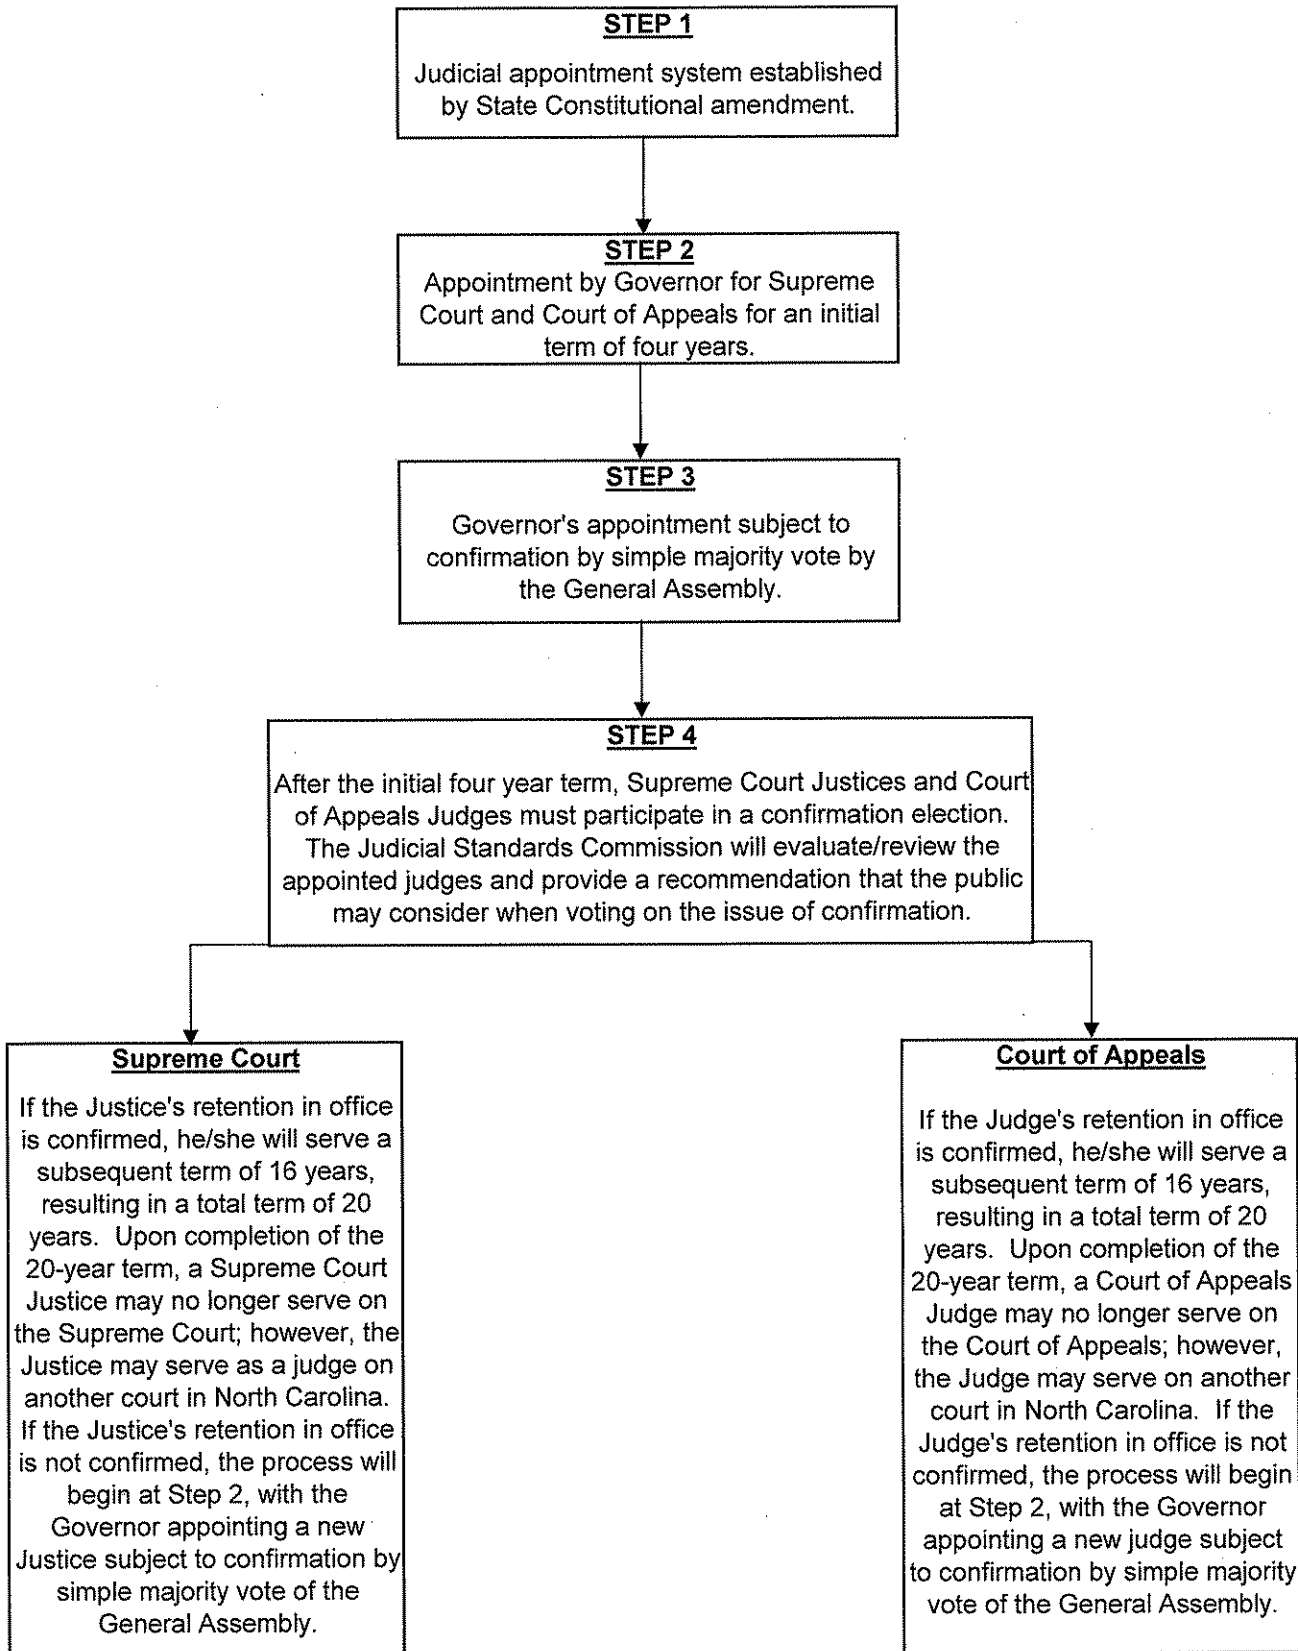 STEP 1
Judicial appointment system established
by State Constitutional amendment.
STEP 2
Appointment by Governor for Supreme
Court and Court of Appeals for an initial
term of four years.
STEP 3
Governor's appointment subject to
confirmation by simple majority vote by
the General Assembly.
STEP 4
After the initial four year term, Supreme Court Justices and Court
of Appeals Judges must participate in a confirmation election.
The Judicial Standards Commission will evaluate/review the
appointed judges and provide a recommendation that the public
may consider when voting on the issue of confirmation.
Supreme Court
If the Justice's retention in office
is confirmed, he/she will serve a
subsequent term of 16 years,
resulting in a total term of 20
years. Upon completion of the
20-year term, a Supreme Court
Justice may no longer serve on
the Supreme Court; however, the
Justice may serve as a judge on
another court in North Carolina.
If the Justice's retention in office
is not confirmed, the process will
begin at Step 2, with the
Governor appointing a new
Justice subject to confirmation by
simple majority vote of the
General Assembly.
Court of Appeals
If the Judge's retention in office
is confirmed, he/she will serve a
subsequent term of 16 years,
resulting in a total term of 20
years. Upon completion of the
20-year term, a Court of Appeals
Judge may no longer serve on
the Court of Appeals; however,
the Judge may serve on another
court in North Carolina. If the
Judge's retention in office is not
confirmed, the process will begin
at Step 2, with the Governor
appointing a new judge subject
to confirmation by simple majority
vote of the General Assembly.